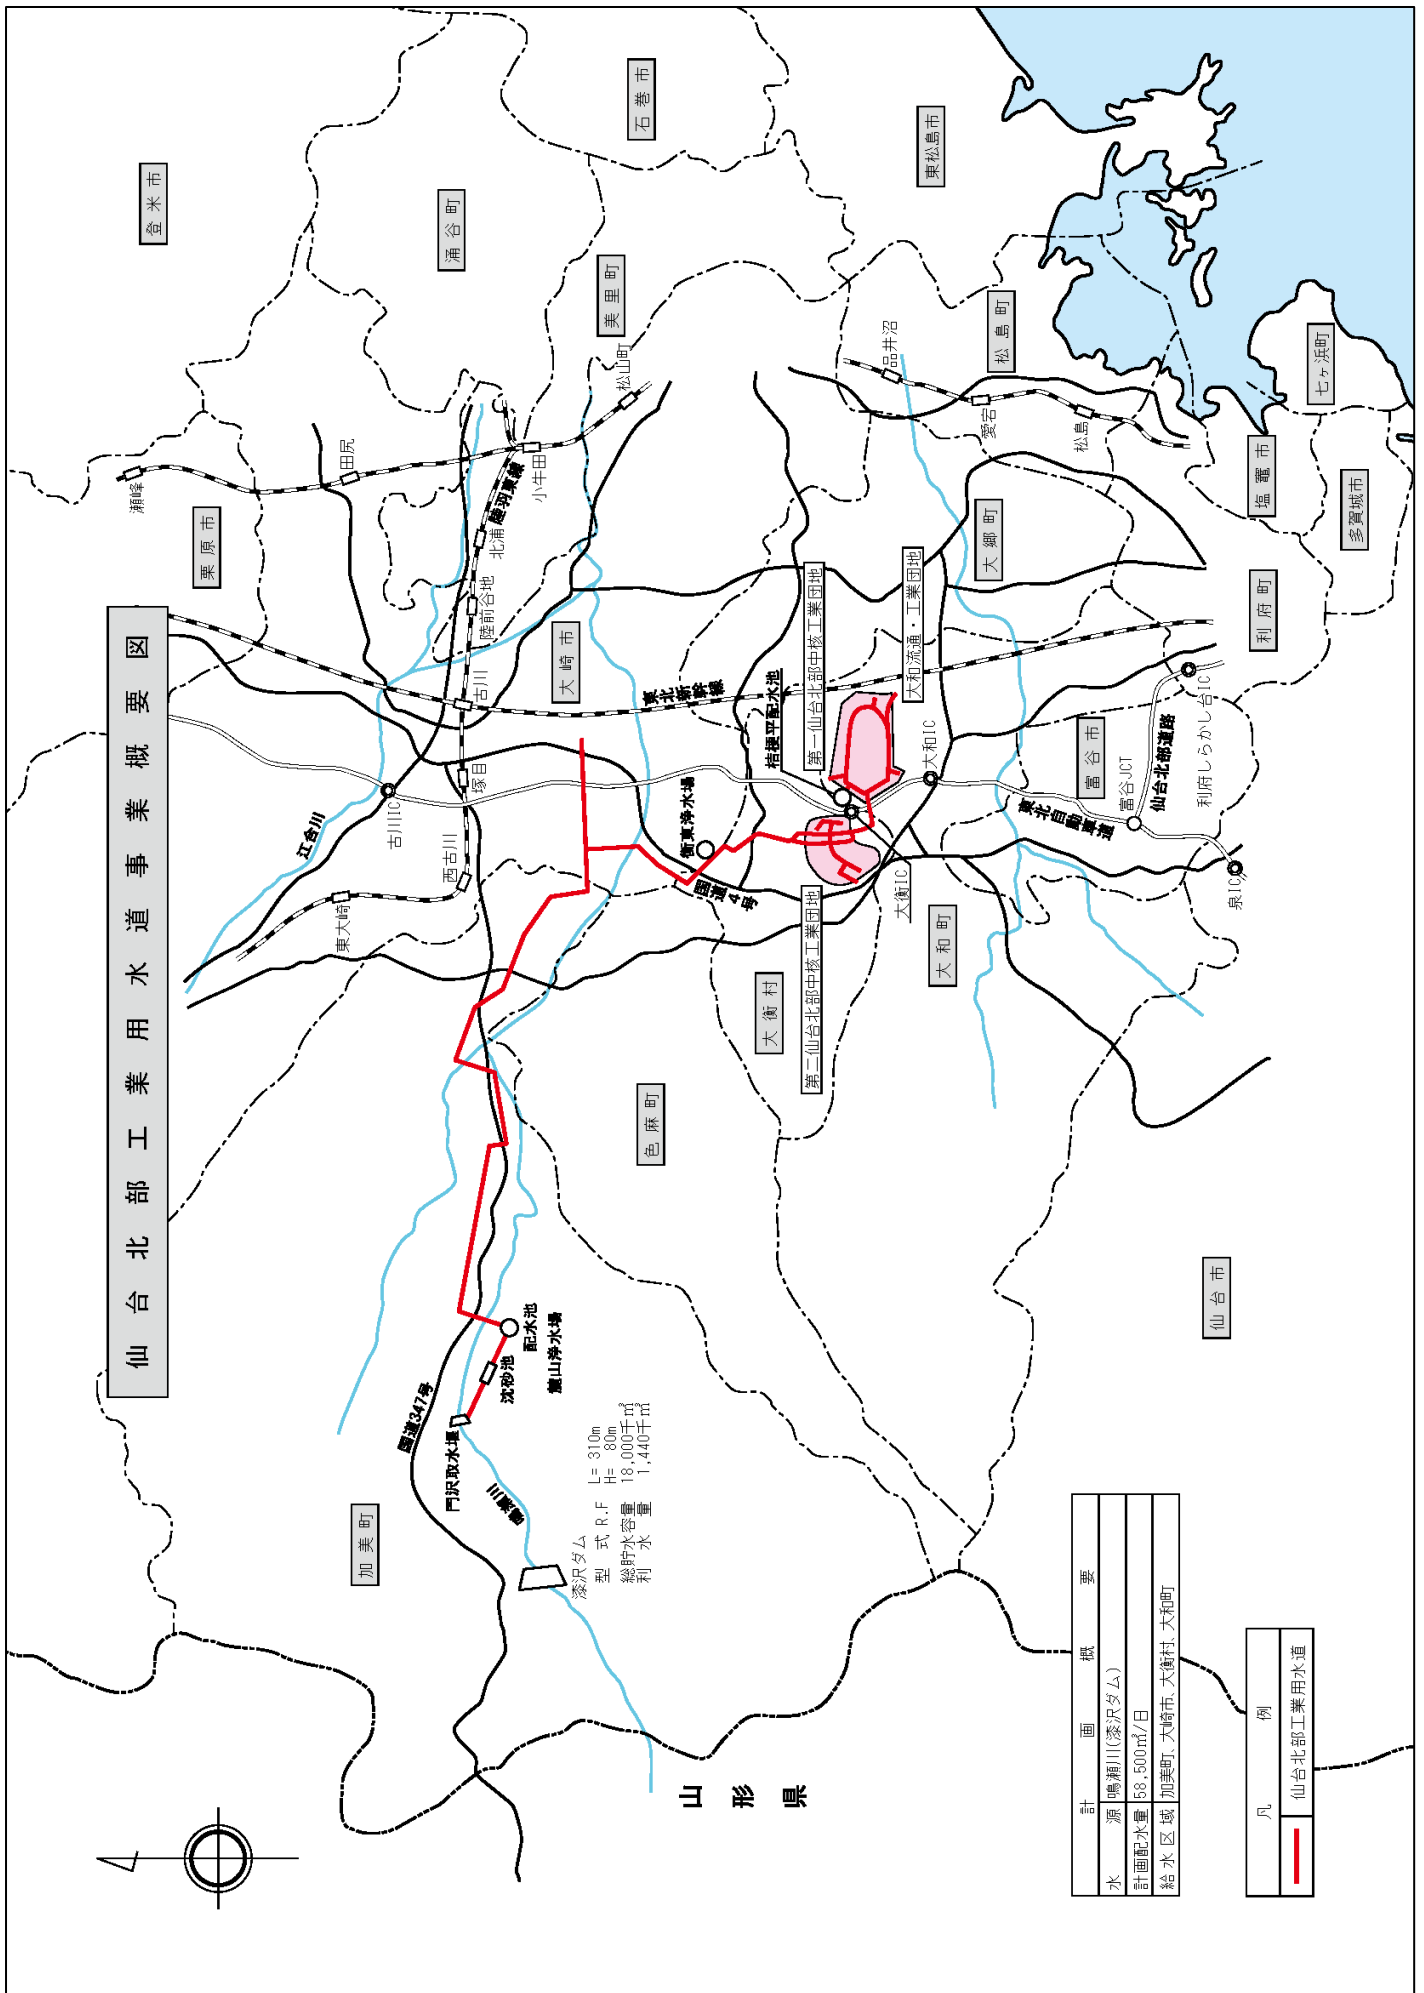 仙台北部工業用水道事業概要図
登米市
石巻市
涌谷町
東松島市
美里町
松島町
七ヶ浜町
塩竈市
多賀城市
利府町
大郷町
栗原市
大崎市
富谷市
大和町
大衡村
色麻町
加美町
仙台市
山形県
瀬峰
田尻
小牛田
松山町
品井沼
愛宕
松島
陸羽東線
北浦
陸前谷地
古川
塚目
西古川
東大崎
東北新幹線
江合川
古川IC
衡東浄水場
国道4号
桔梗平配水池
第一仙台北部中核工業団地
大和流通・工業団地
第二仙台北部中核工業団地
大衡IC
大和IC
東北自動車道
仙台北部道路
富谷JCT
利府しらかし台IC
泉IC
国道347号
門沢取水堰
沈砂池
配水池
麓山浄水場
鳴瀬川
漆沢ダム
型式 R.F L= 310m
H= 80m
総貯水容量 18,000千㎥
利水量 1,440千㎥
計画概要
水源 鳴瀬川(漆沢ダム)
計画配水量 58,500㎥/日
給水区域 加美町、大崎市、大衡村、大和町
凡例
仙台北部工業用水道